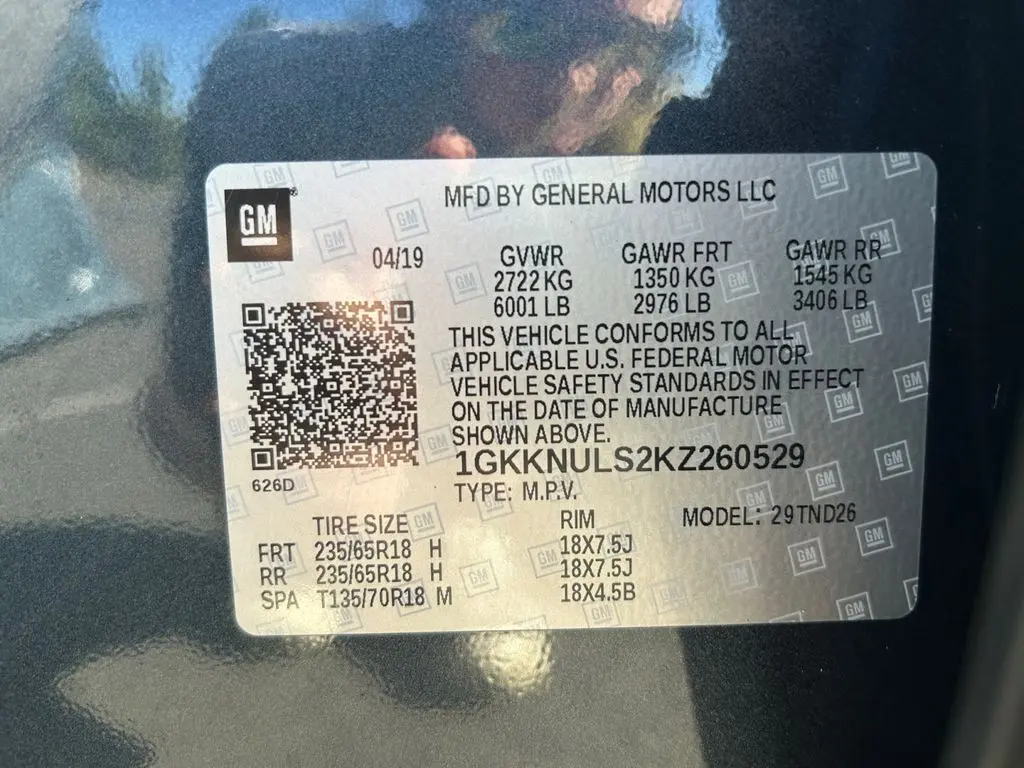 GM
MFD BY GENERAL MOTORS LLC
04/19
GVWR GAWR FRT GAWR RR
2722 KG 1350 KG 1545 KG
6001 LB 2976 LB 3406 LB
THIS VEHICLE CONFORMS TO ALL
APPLICABLE U.S. FEDERAL MOTOR
VEHICLE SAFETY STANDARDS IN EFFECT
ON THE DATE OF MANUFACTURE
SHOWN ABOVE.
1GKKNULS2KZ260529
626D
TYPE: M.P.V.
TIRE SIZE RIM MODEL: 29TND26
FRT 235/65R18 H 18X7.5J
RR 235/65R18 H 18X7.5J
SPA T135/70R18 M 18X4.5B